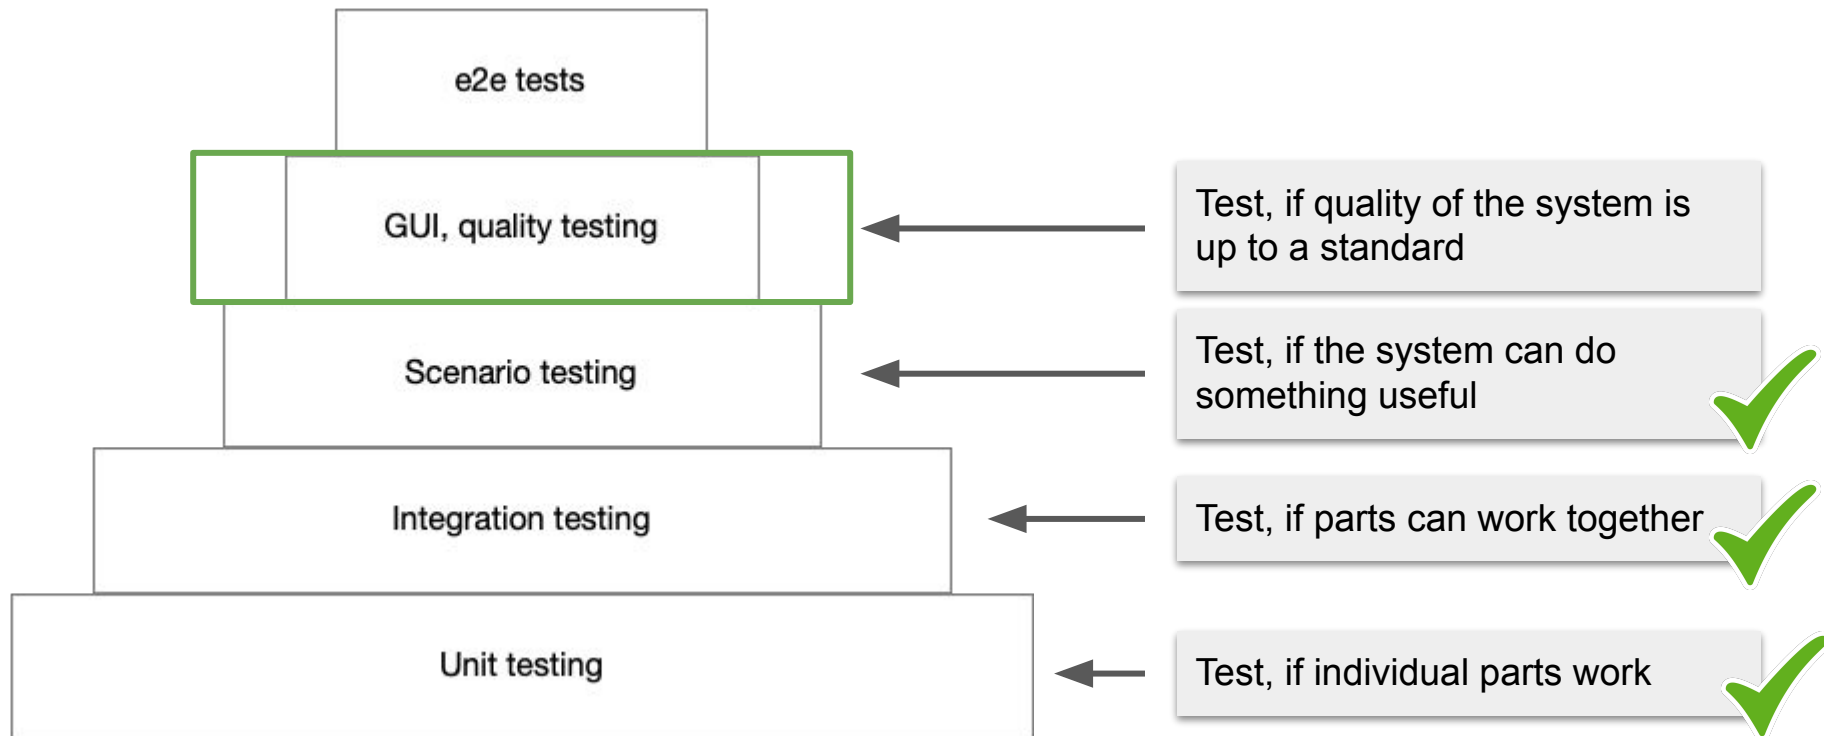 e2e tests
GUI, quality testing
Test, if quality of the system is
up to a standard
Scenario testing
Test, if the system can do
something useful
Integration testing
Test, if parts can work together
Unit testing
Test, if individual parts work